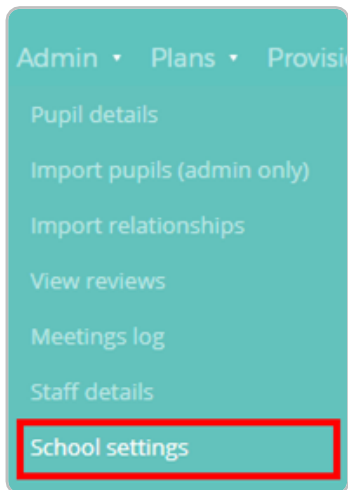 Admin Plans Provisi
Pupil details
Import pupils (admin only)
Import relationships
View reviews
Meetings log
Staff details
School settings